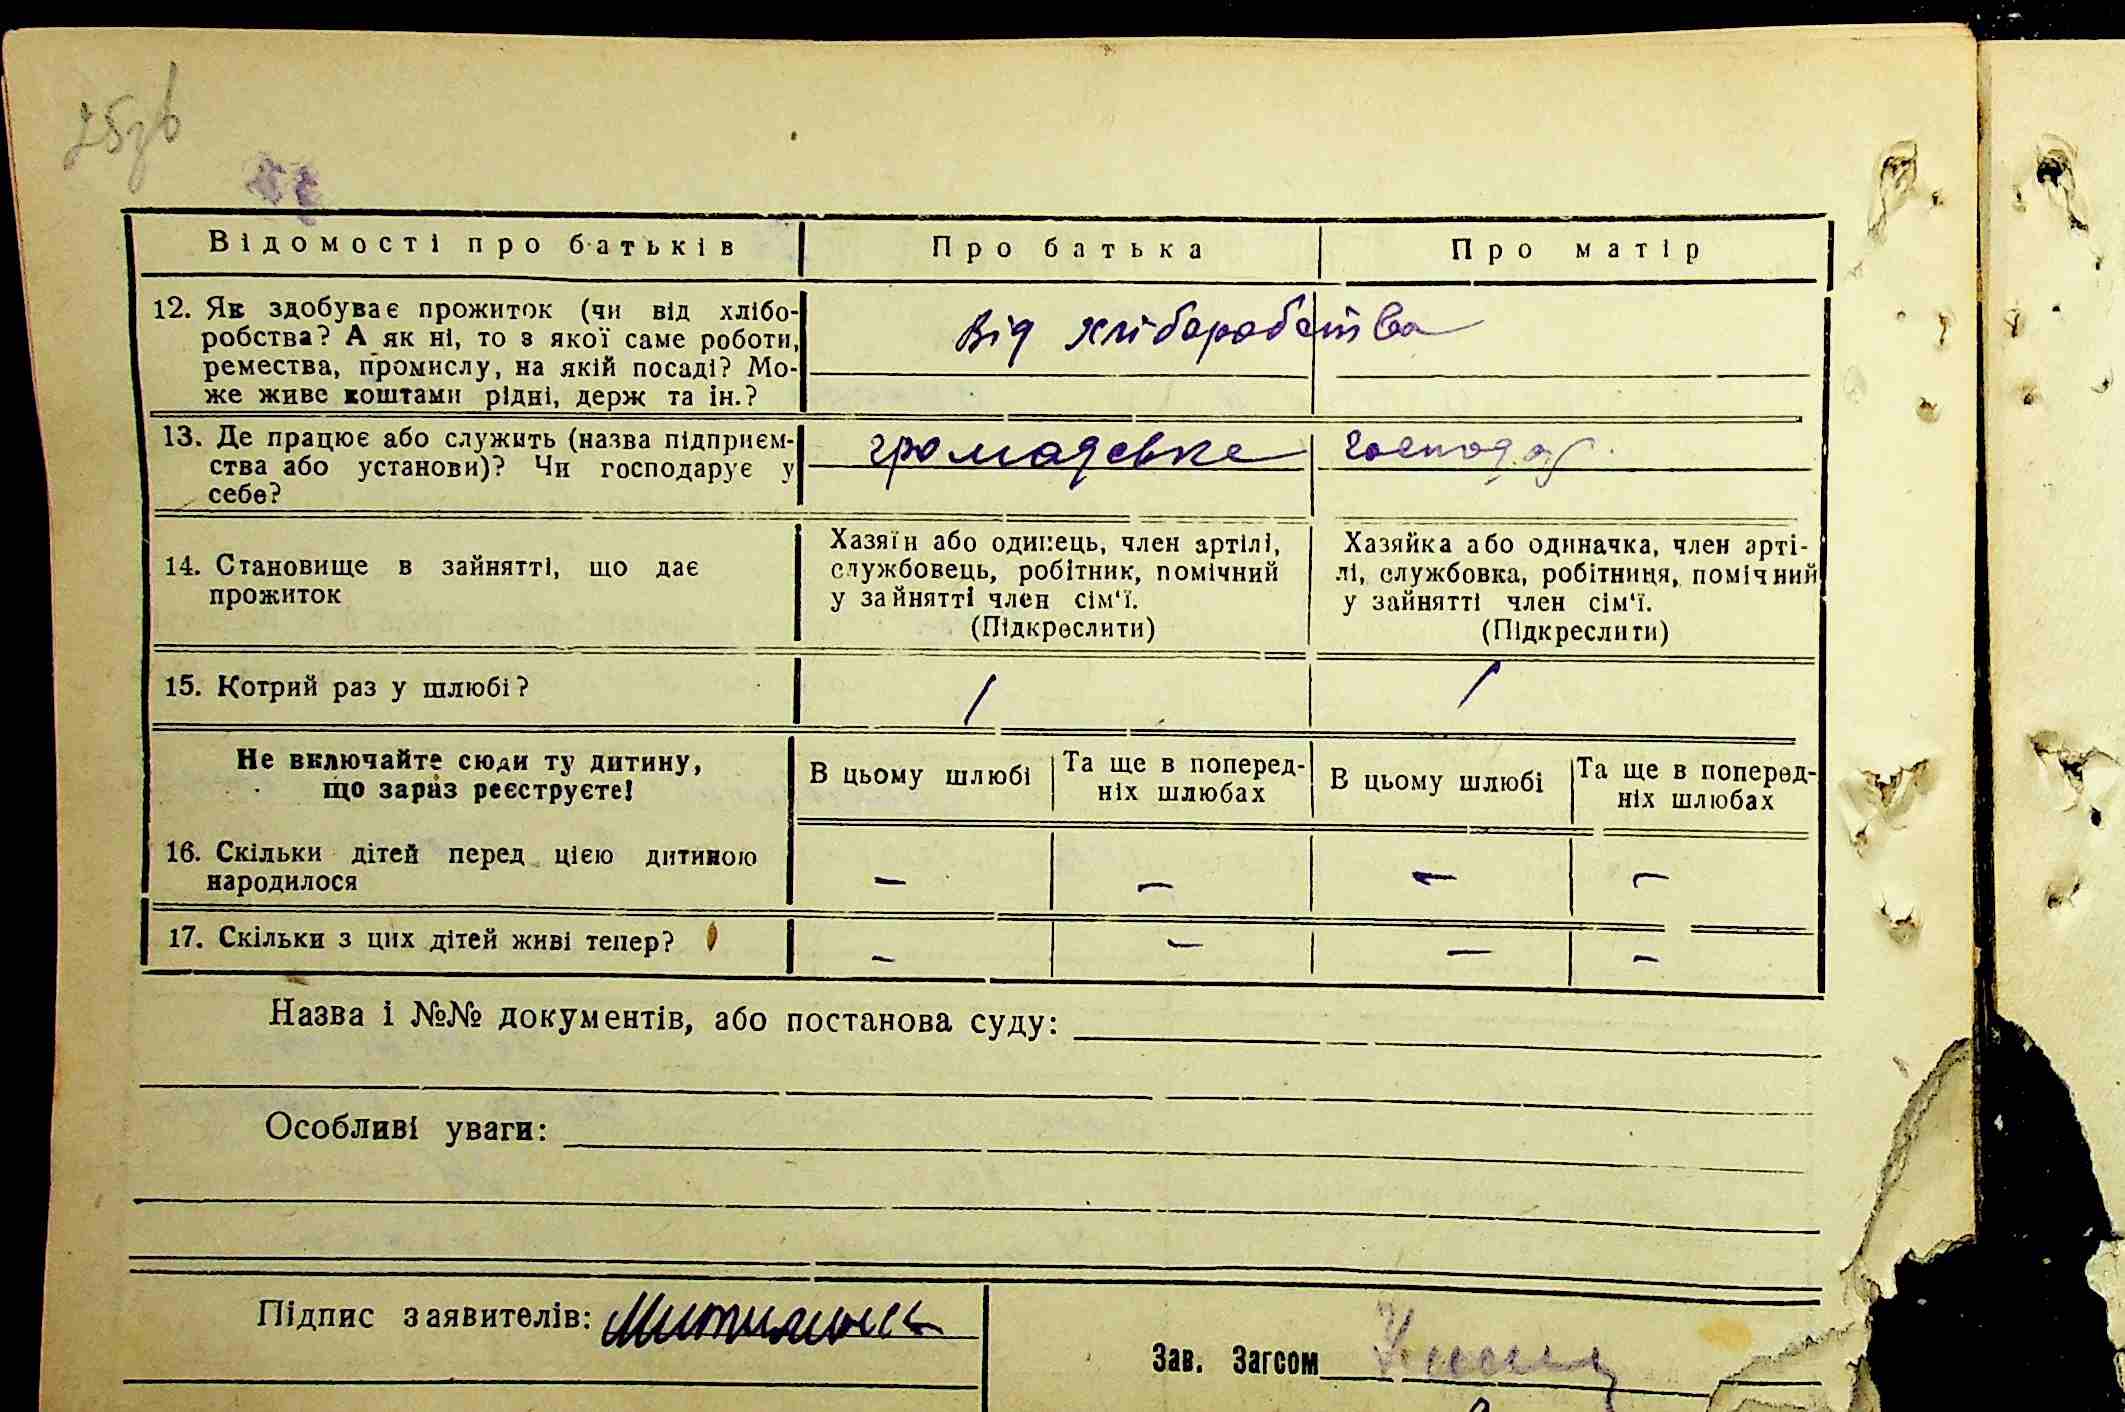 25зв
Відомості про батьків Про батька Про матір
12. Як здобуває прожиток (чи від хлібо-
робства? А як ні, то з якої саме роботи,
ремества, промислу, на якій посаді? Мо-
же живе коштами рідні, держ та ін.?
Від хліборобства
13. Де працює або служить (назва підприєм-
ства або установи)? Чи господарує у
себе?
громадське господар
14. Становище в зайнятті, що дає
прожиток
Хазяїн або одинець, член артілі,
службовець, робітник, помічний
у зайнятті член сім'ї.
(Підкреслити)
Хазяйка або одиначка, член арті-
лі, службовка, робітниця, помічний
у зайнятті член сім'ї.
(Підкреслити)
15. Котрий раз у шлюбі? / /
Не включайте сюди ту дитину,
що зараз реєструєте!
В цьому шлюбі
Та ще в поперед-
ніх шлюбах
В цьому шлюбі
Та ще в поперед-
ніх шлюбах
16. Скільки дітей перед цією дитиною
народилося
— — — —
17. Скільки з цих дітей живі тепер? — — — —
Назва і №№ документів, або постанова суду:
Особливі уваги:
Підпис заявителів:
Зав. Загсом